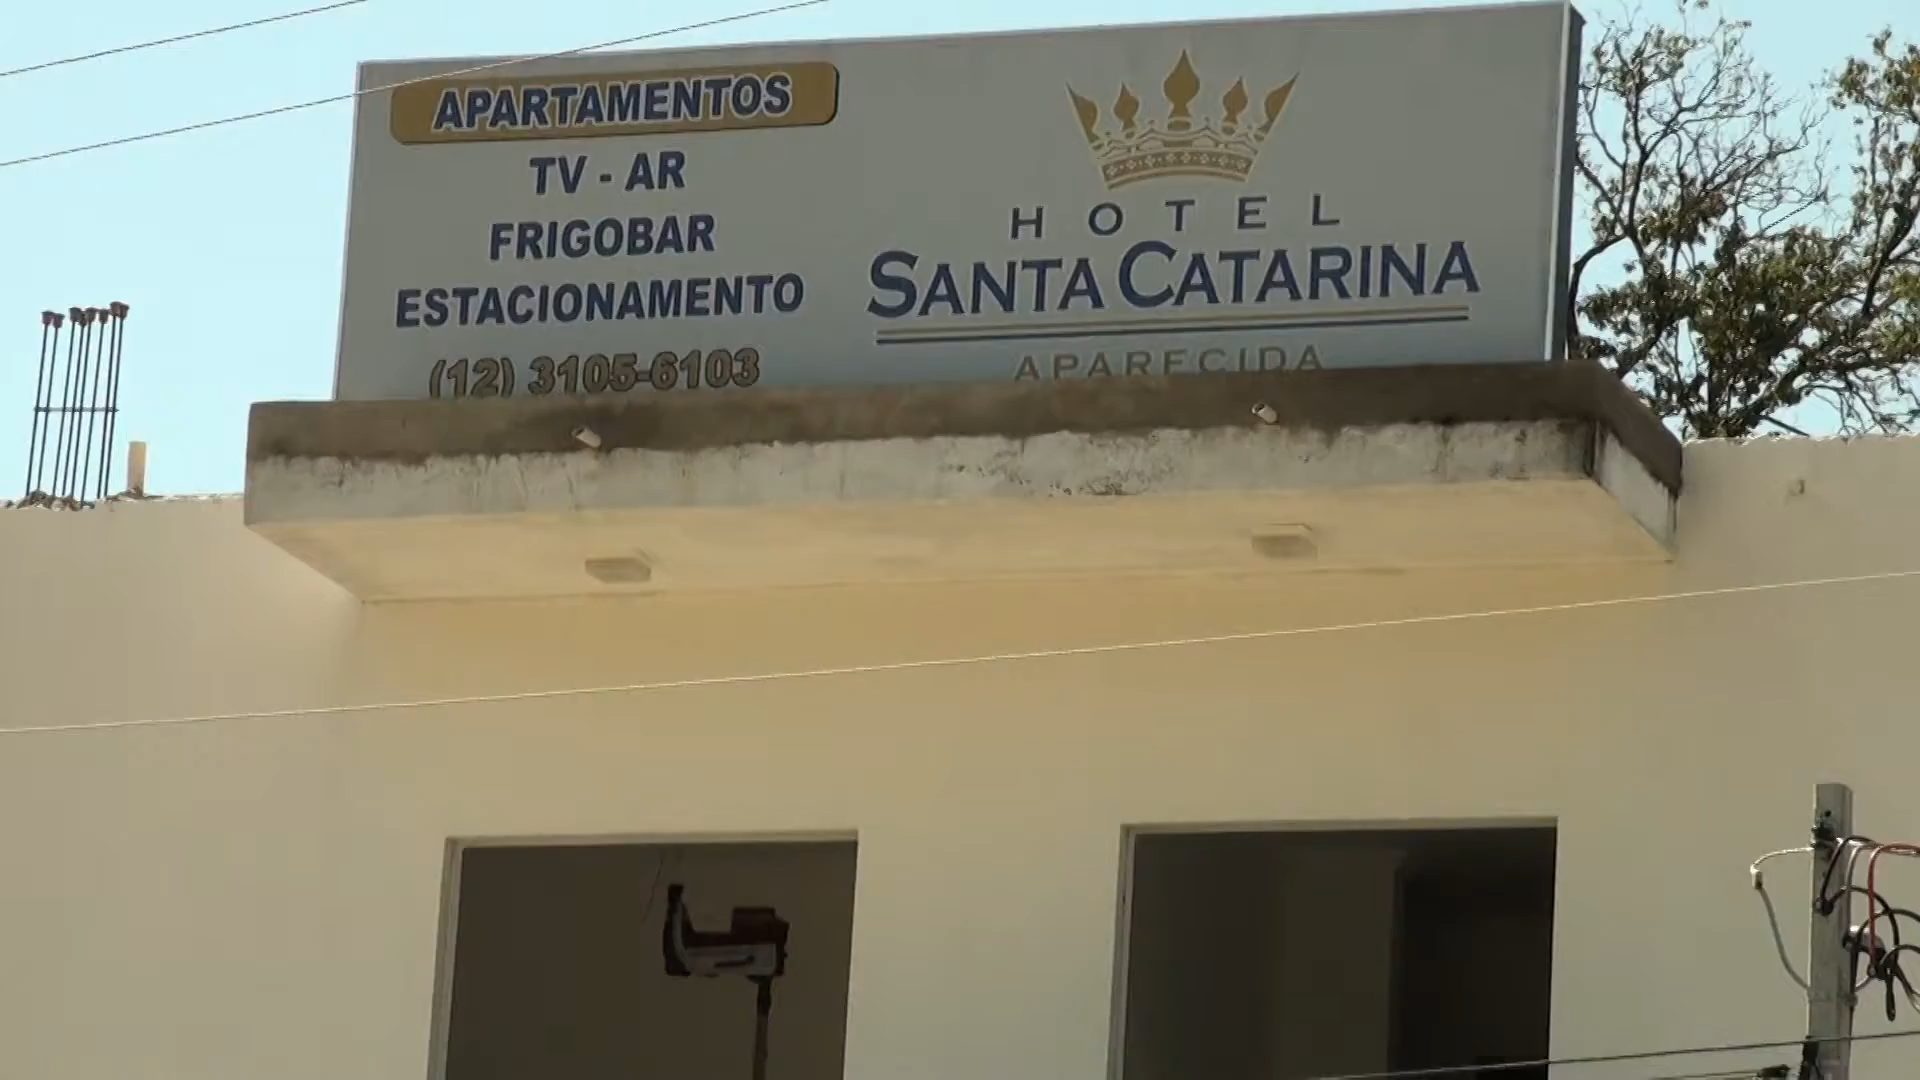 APARTAMENTOS
TV - AR
FRIGOBAR
ESTACIONAMENTO
(12) 3105-6103
HOTEL
SANTA CATARINA
APARECIDA